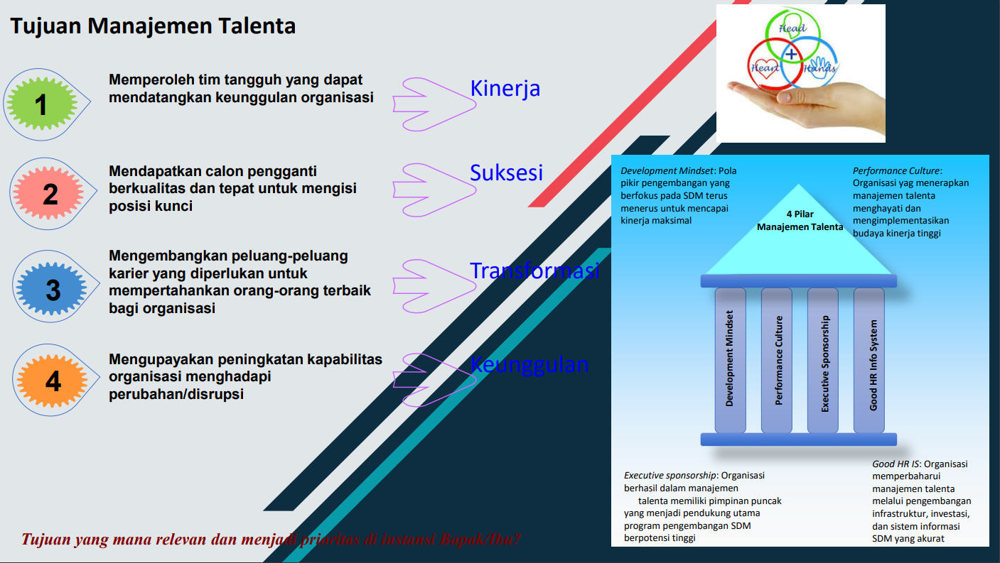 Tujuan Manajemen Talenta
1
Memperoleh tim tangguh yang dapat
mendatangkan keunggulan organisasi
Kinerja
2
Mendapatkan calon pengganti
berkualitas dan tepat untuk mengisi
posisi kunci
Suksesi
3
Mengembangkan peluang-peluang
karier yang diperlukan untuk
mempertahankan orang-orang terbaik
bagi organisasi
Transformasi
4
Mengupayakan peningkatan kapabilitas
organisasi menghadapi
perubahan/disrupsi
Keunggulan
Tujuan yang mana relevan dan menjadi prioritas di instansi Bapak/Ibu?
Head
+
Heart
Hands
Development Mindset: Pola
pikir pengembangan yang
berfokus pada SDM terus
menerus untuk mencapai
kinerja maksimal
Performance Culture:
Organisasi yag menerapkan
manajemen talenta
menghayati dan
mengimplementasikan
budaya kinerja tinggi
4 Pilar
Manajemen Talenta
Development Mindset
Performance Culture
Executive Sponsorship
Good HR Info System
Executive sponsorship: Organisasi
berhasil dalam manajemen
talenta memiliki pimpinan puncak
yang menjadi pendukung utama
program pengembangan SDM
berpotensi tinggi
Good HR IS: Organisasi
memperbaharui
manajemen talenta
melalui pengembangan
infrastruktur, investasi,
dan sistem informasi
SDM yang akurat